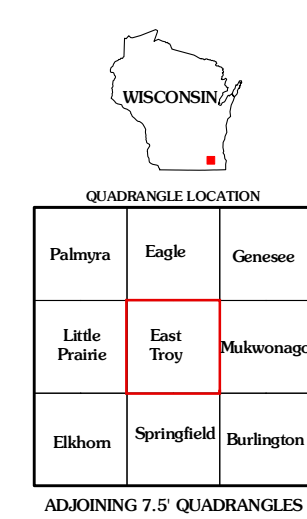 WISCONSIN
QUADRANGLE LOCATION
Palmyra
Eagle
Genesee
Little
Prairie
East
Troy
Mukwonago
Elkhorn
Springfield
Burlington
ADJOINING 7.5' QUADRANGLES